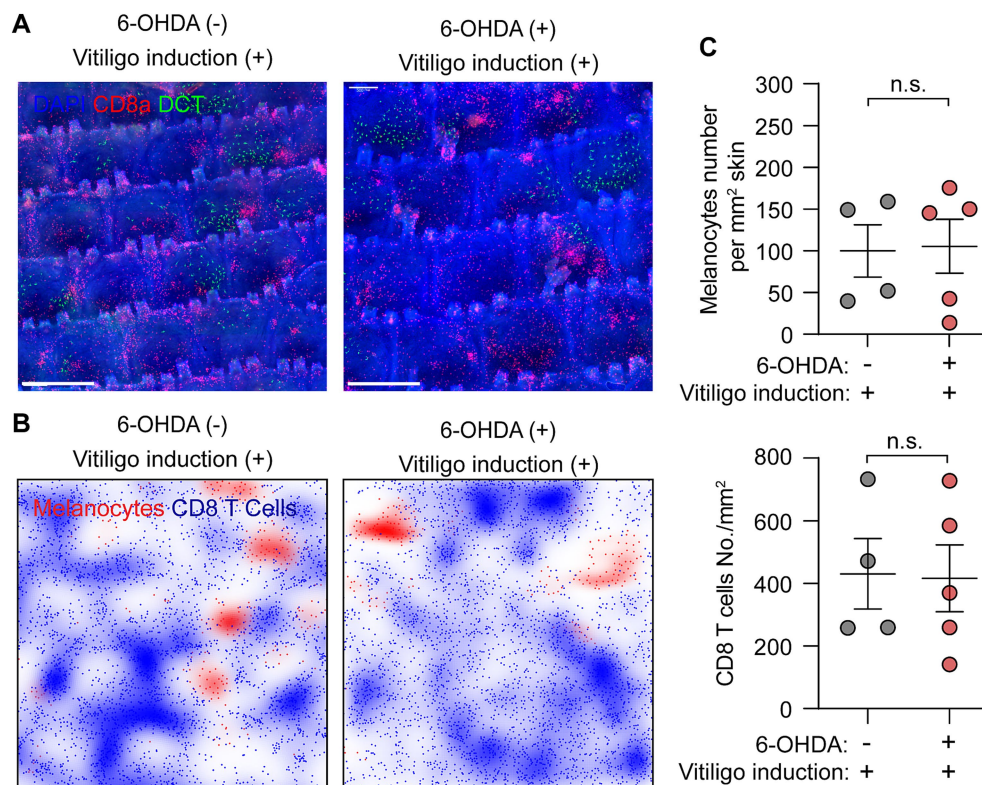 A
6-OHDA (-)
Vitiligo induction (+)
6-OHDA (+)
Vitiligo induction (+)
DAPI CD8a DCT
B
6-OHDA (-)
Vitiligo induction (+)
6-OHDA (+)
Vitiligo induction (+)
Melanocytes CD8 T Cells
C
Melanocytes number
per mm² skin
300
250
200
150
100
50
0
n.s.
6-OHDA: - +
Vitiligo induction: + +
CD8 T cells No./mm²
800
600
400
200
0
n.s.
6-OHDA: - +
Vitiligo induction: + +